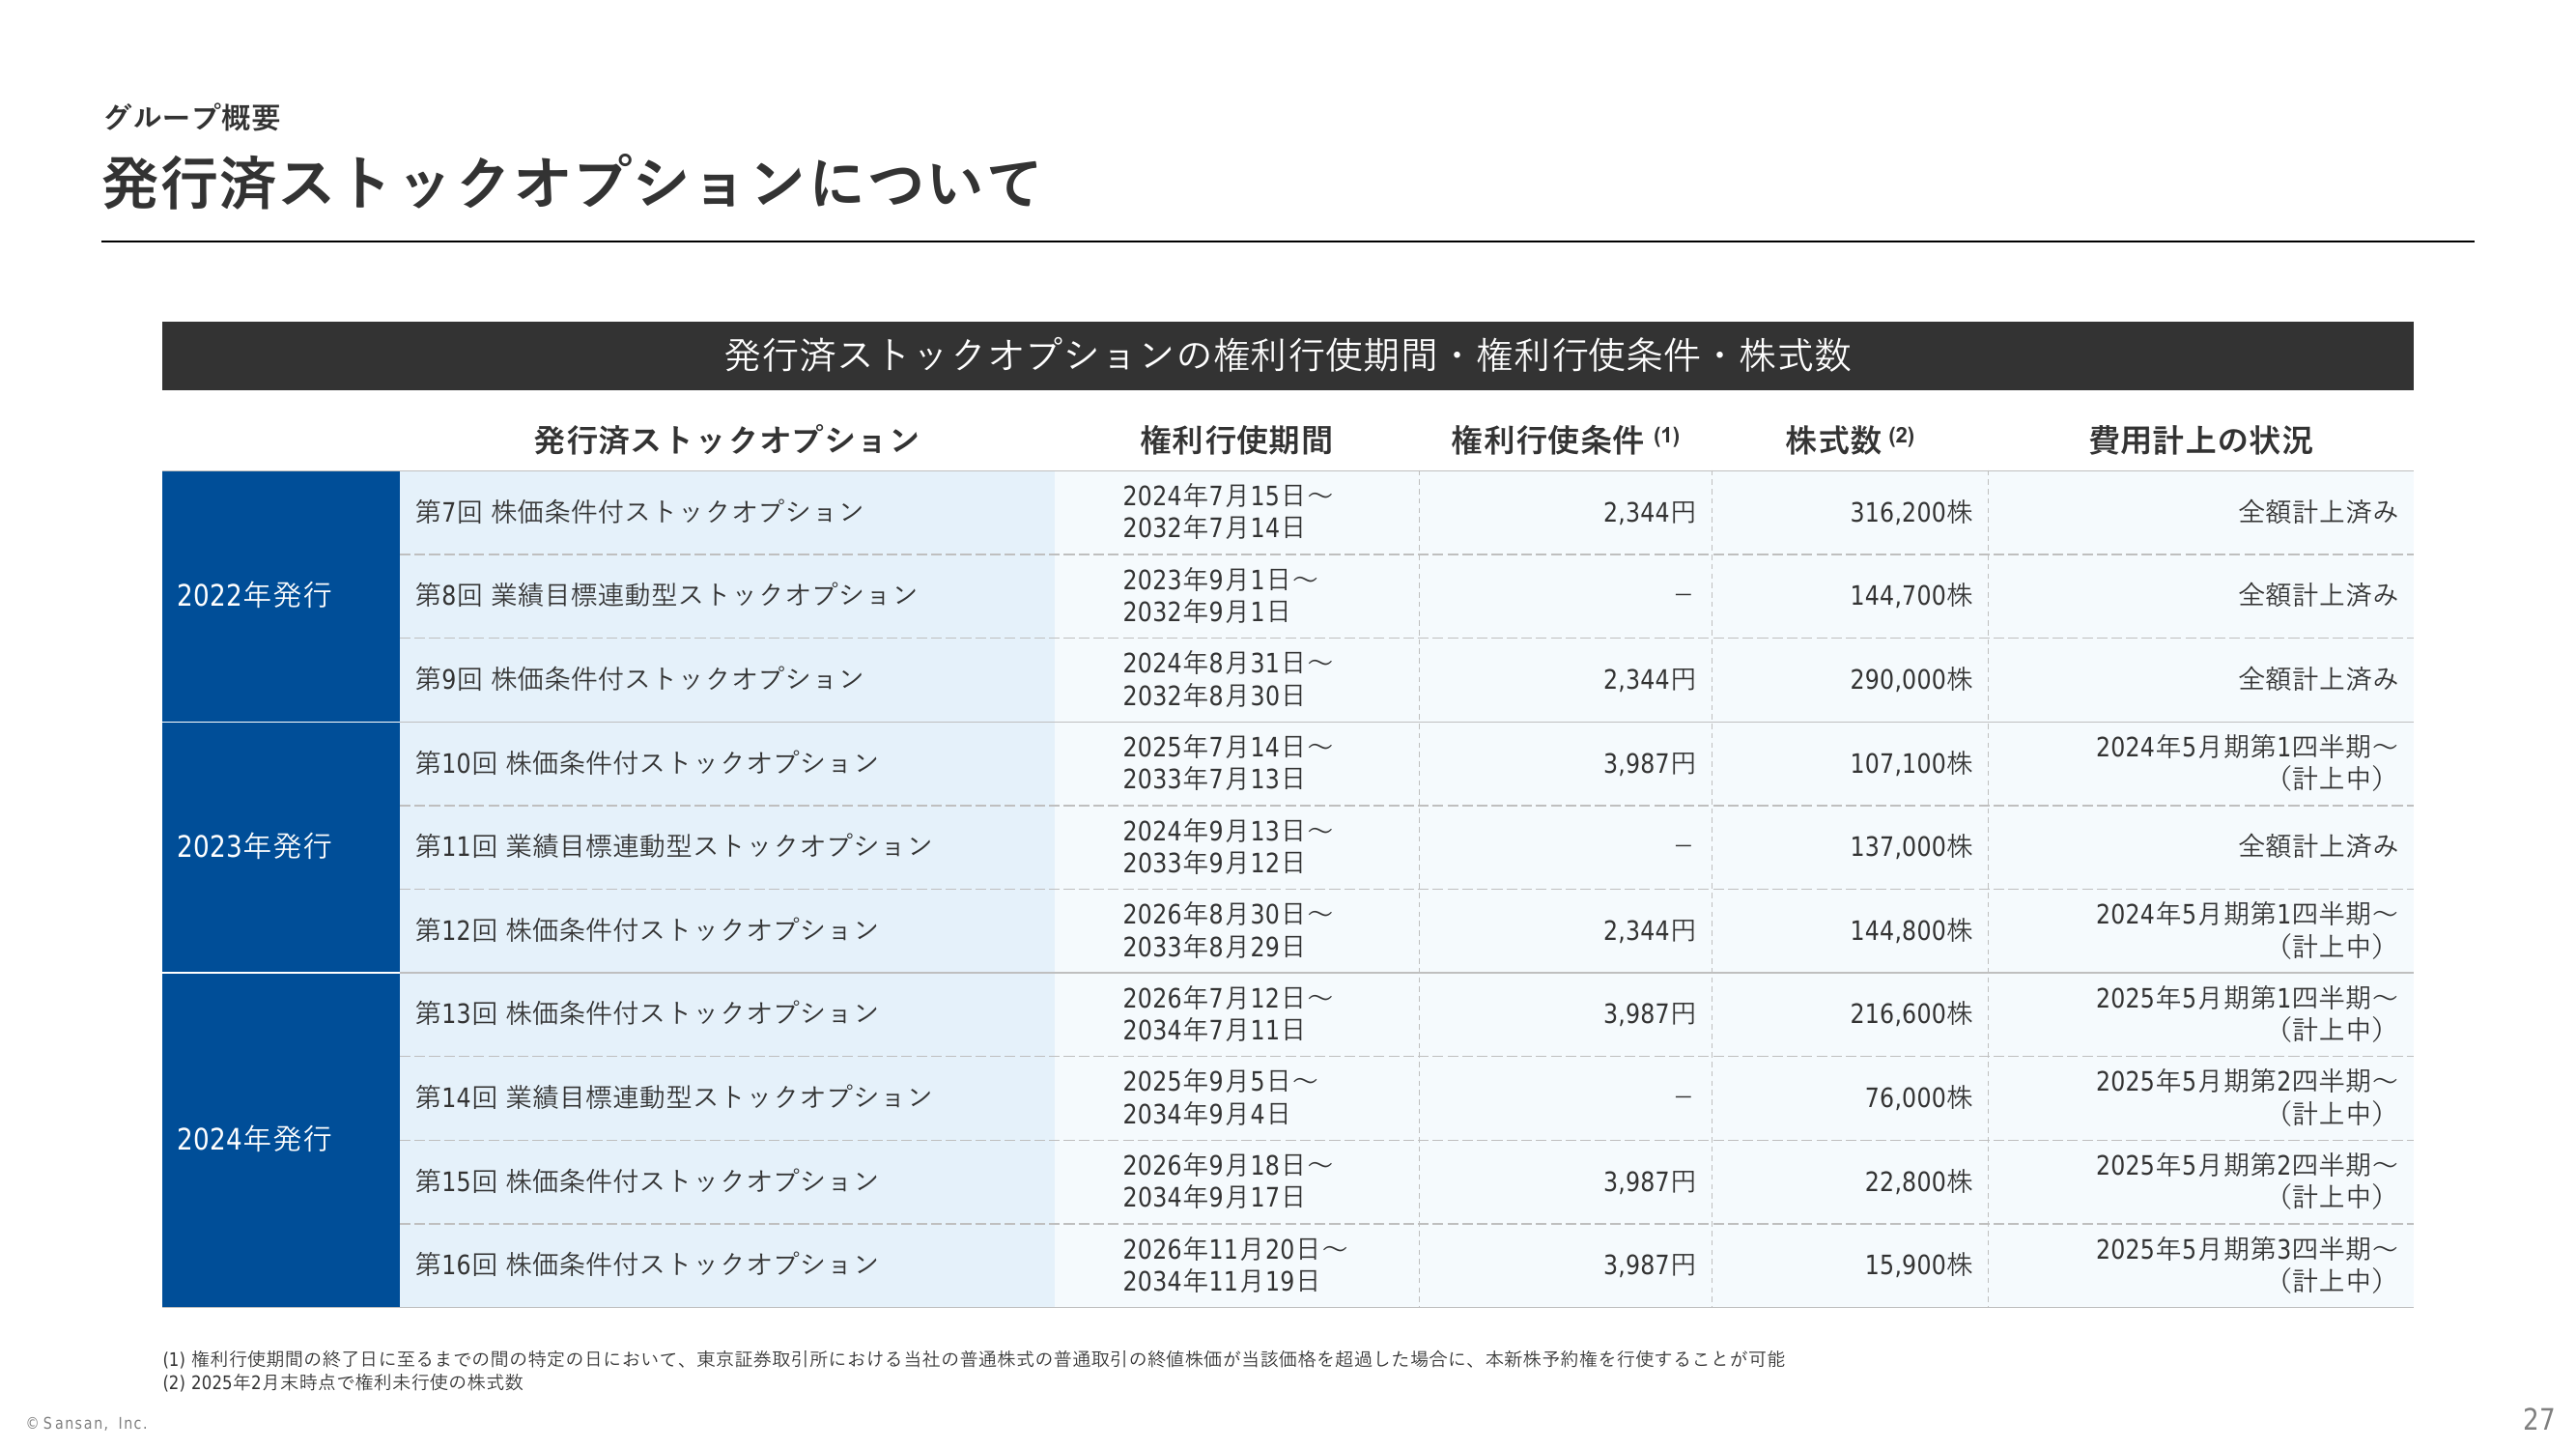 グループ概要
発行済ストックオプションについて
発行済ストックオプションの権利行使期間・権利行使条件・株式数
発行済ストックオプション 権利行使期間 権利行使条件 (1) 株式数 (2) 費用計上の状況
2022年発行
第7回 株価条件付ストックオプション 2024年7月15日～ 2032年7月14日 2,344円 316,200株 全額計上済み
第8回 業績目標連動型ストックオプション 2023年9月1日～ 2032年9月1日 – 144,700株 全額計上済み
第9回 株価条件付ストックオプション 2024年8月31日～ 2032年8月30日 2,344円 290,000株 全額計上済み
2023年発行
第10回 株価条件付ストックオプション 2025年7月14日～ 2033年7月13日 3,987円 107,100株 2024年5月期第1四半期～ （計上中）
第11回 業績目標連動型ストックオプション 2024年9月13日～ 2033年9月12日 – 137,000株 全額計上済み
第12回 株価条件付ストックオプション 2026年8月30日～ 2033年8月29日 2,344円 144,800株 2024年5月期第1四半期～ （計上中）
2024年発行
第13回 株価条件付ストックオプション 2026年7月12日～ 2034年7月11日 3,987円 216,600株 2025年5月期第1四半期～ （計上中）
第14回 業績目標連動型ストックオプション 2025年9月5日～ 2034年9月4日 – 76,000株 2025年5月期第2四半期～ （計上中）
第15回 株価条件付ストックオプション 2026年9月18日～ 2034年9月17日 3,987円 22,800株 2025年5月期第2四半期～ （計上中）
第16回 株価条件付ストックオプション 2026年11月20日～ 2034年11月19日 3,987円 15,900株 2025年5月期第3四半期～ （計上中）
(1) 権利行使期間の終了日に至るまでの間の特定の日において、東京証券取引所における当社の普通株式の普通取引の終値株価が当該価格を超過した場合に、本新株予約権を行使することが可能
(2) 2025年2月末時点で権利未行使の株式数
© Sansan, Inc.
27